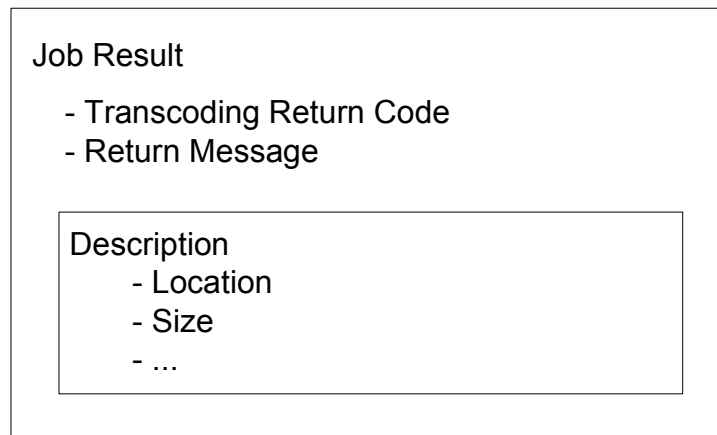 Job Result
- Transcoding Return Code
- Return Message
Description
- Location
- Size
- ...